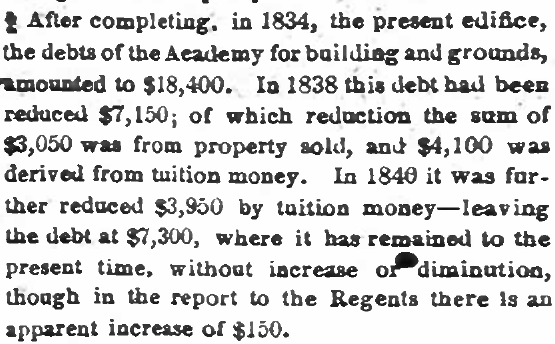 ‡ After completing, in 1834, the present edifice,
the debts of the Academy for building and grounds,
amounted to $18,400. In 1838 this debt had been
reduced $7,150; of which reduction the sum of
$3,050 was from property sold, and $4,100 was
derived from tuition money. In 1840 it was fur-
ther reduced $3,950 by tuition money—leaving
the debt at $7,300, where it has remained to the
present time, without increase or diminution,
though in the report to the Regents there is an
apparent increase of $150.